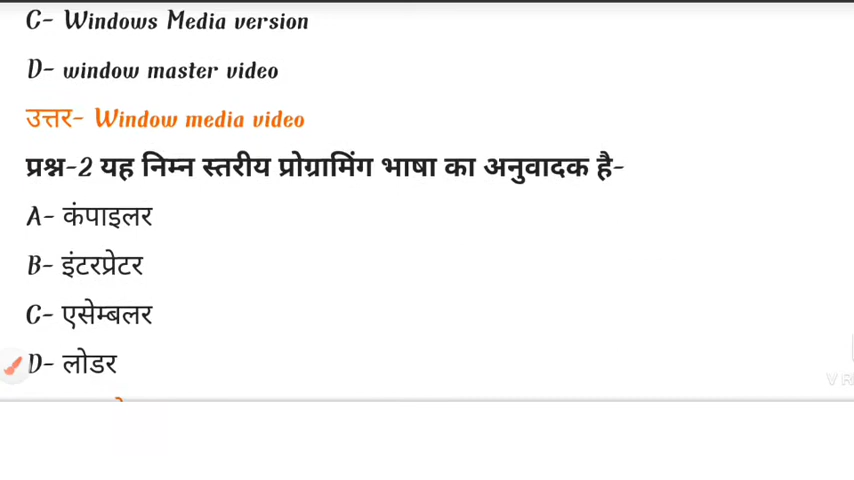 C- Windows Media version
D- window master video
उत्तर- Window media video
प्रश्न-2 यह निम्न स्तरीय प्रोग्रामिंग भाषा का अनुवादक है-
A- कंपाइलर
B- इंटरप्रेटर
C- एसेम्बलर
D- लोडर